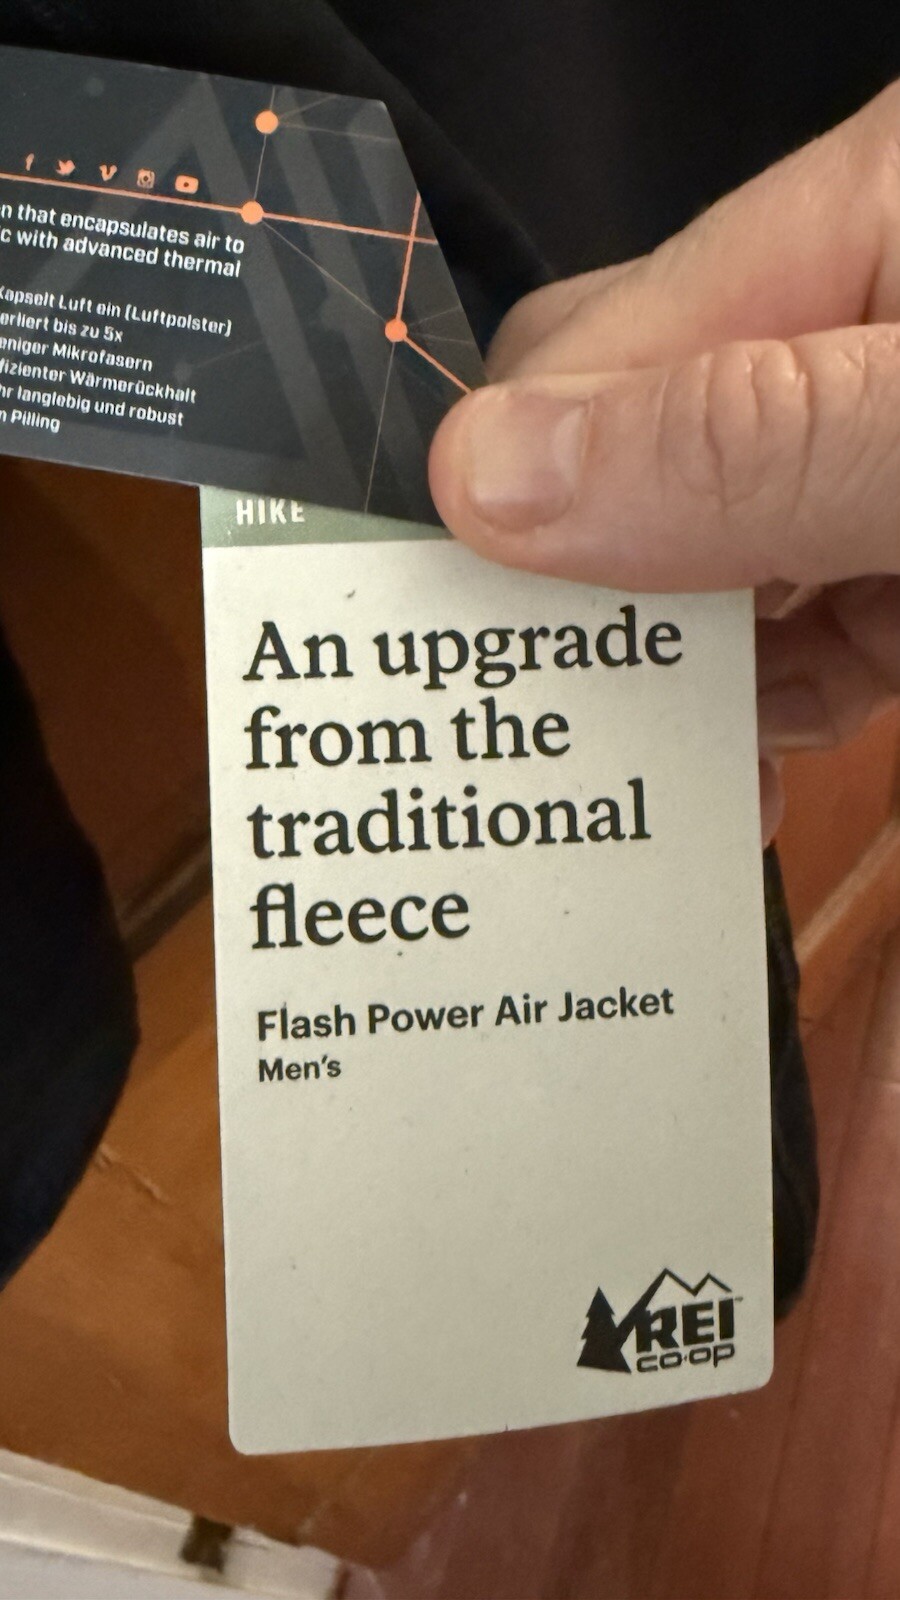 n that encapsulates air to
c with advanced thermal
Kapselt Luft ein (Luftpolster)
erliert bis zu 5x
eniger Mikrofasern
fizienter Wärmerückhalt
hr langlebig und robust
n Pilling
HIKE
An upgrade
from the
traditional
fleece
Flash Power Air Jacket
Men's
REI
co·op